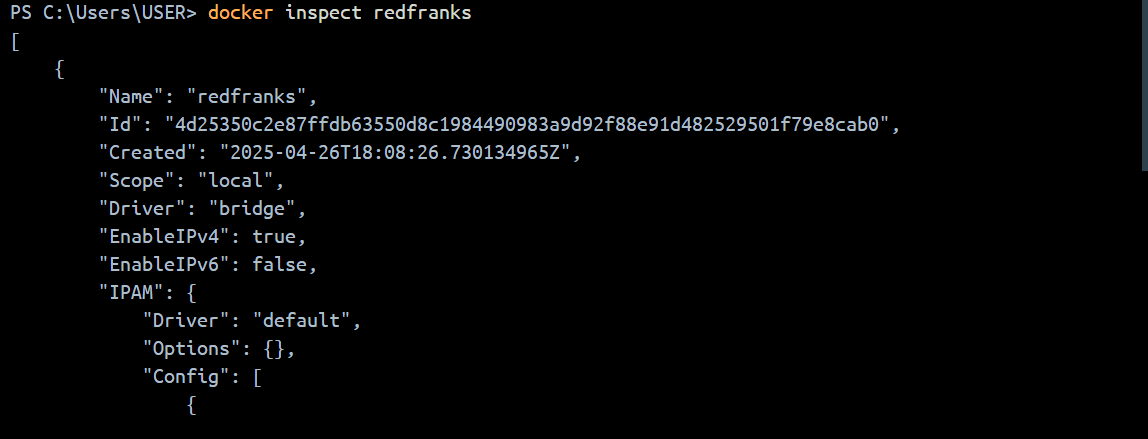 PS C:\Users\USER> docker inspect redfranks
[
    {
        "Name": "redfranks",
        "Id": "4d25350c2e87ffdb63550d8c1984490983a9d92f88e91d482529501f79e8cab0",
        "Created": "2025-04-26T18:08:26.730134965Z",
        "Scope": "local",
        "Driver": "bridge",
        "EnableIPv4": true,
        "EnableIPv6": false,
        "IPAM": {
            "Driver": "default",
            "Options": {},
            "Config": [
                {